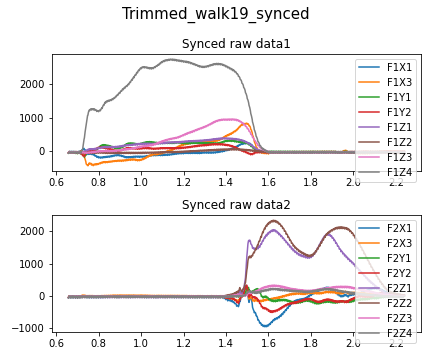 Trimmed_walk19_synced
Synced raw data1
2000
1000
0
F1X1
F1X3
F1Y1
F1Y2
F1Z1
F1Z2
F1Z3
F1Z4
0.6 0.8 1.0 1.2 1.4 1.6 1.8 2.0 2.2
Synced raw data2
2000
1000
0
−1000
F2X1
F2X3
F2Y1
F2Y2
F2Z1
F2Z2
F2Z3
F2Z4
0.6 0.8 1.0 1.2 1.4 1.6 1.8 2.0 2.2